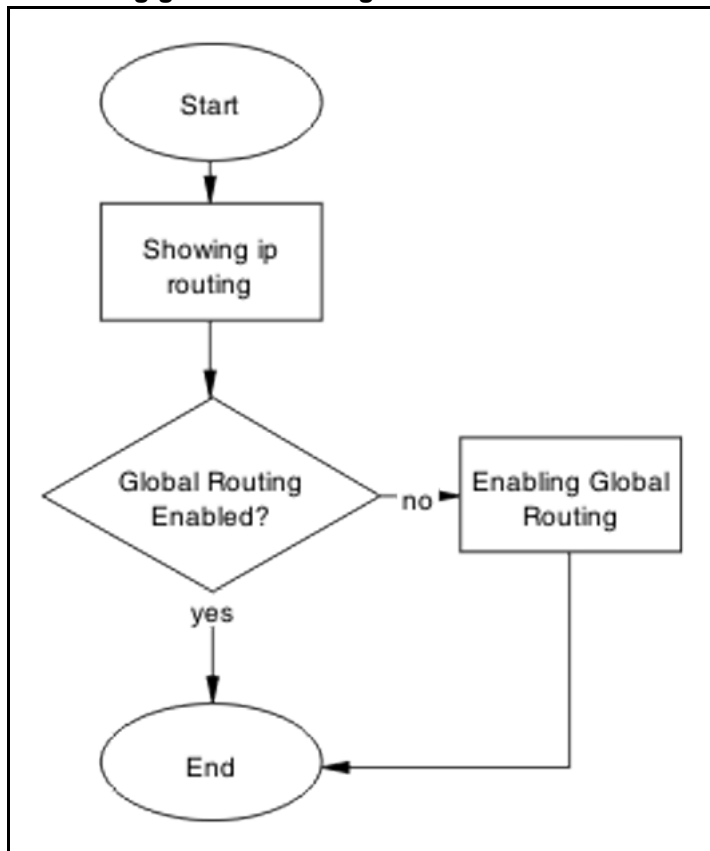 Start
Showing ip
routing
Global Routing
Enabled?
no
Enabling Global
Routing
yes
End